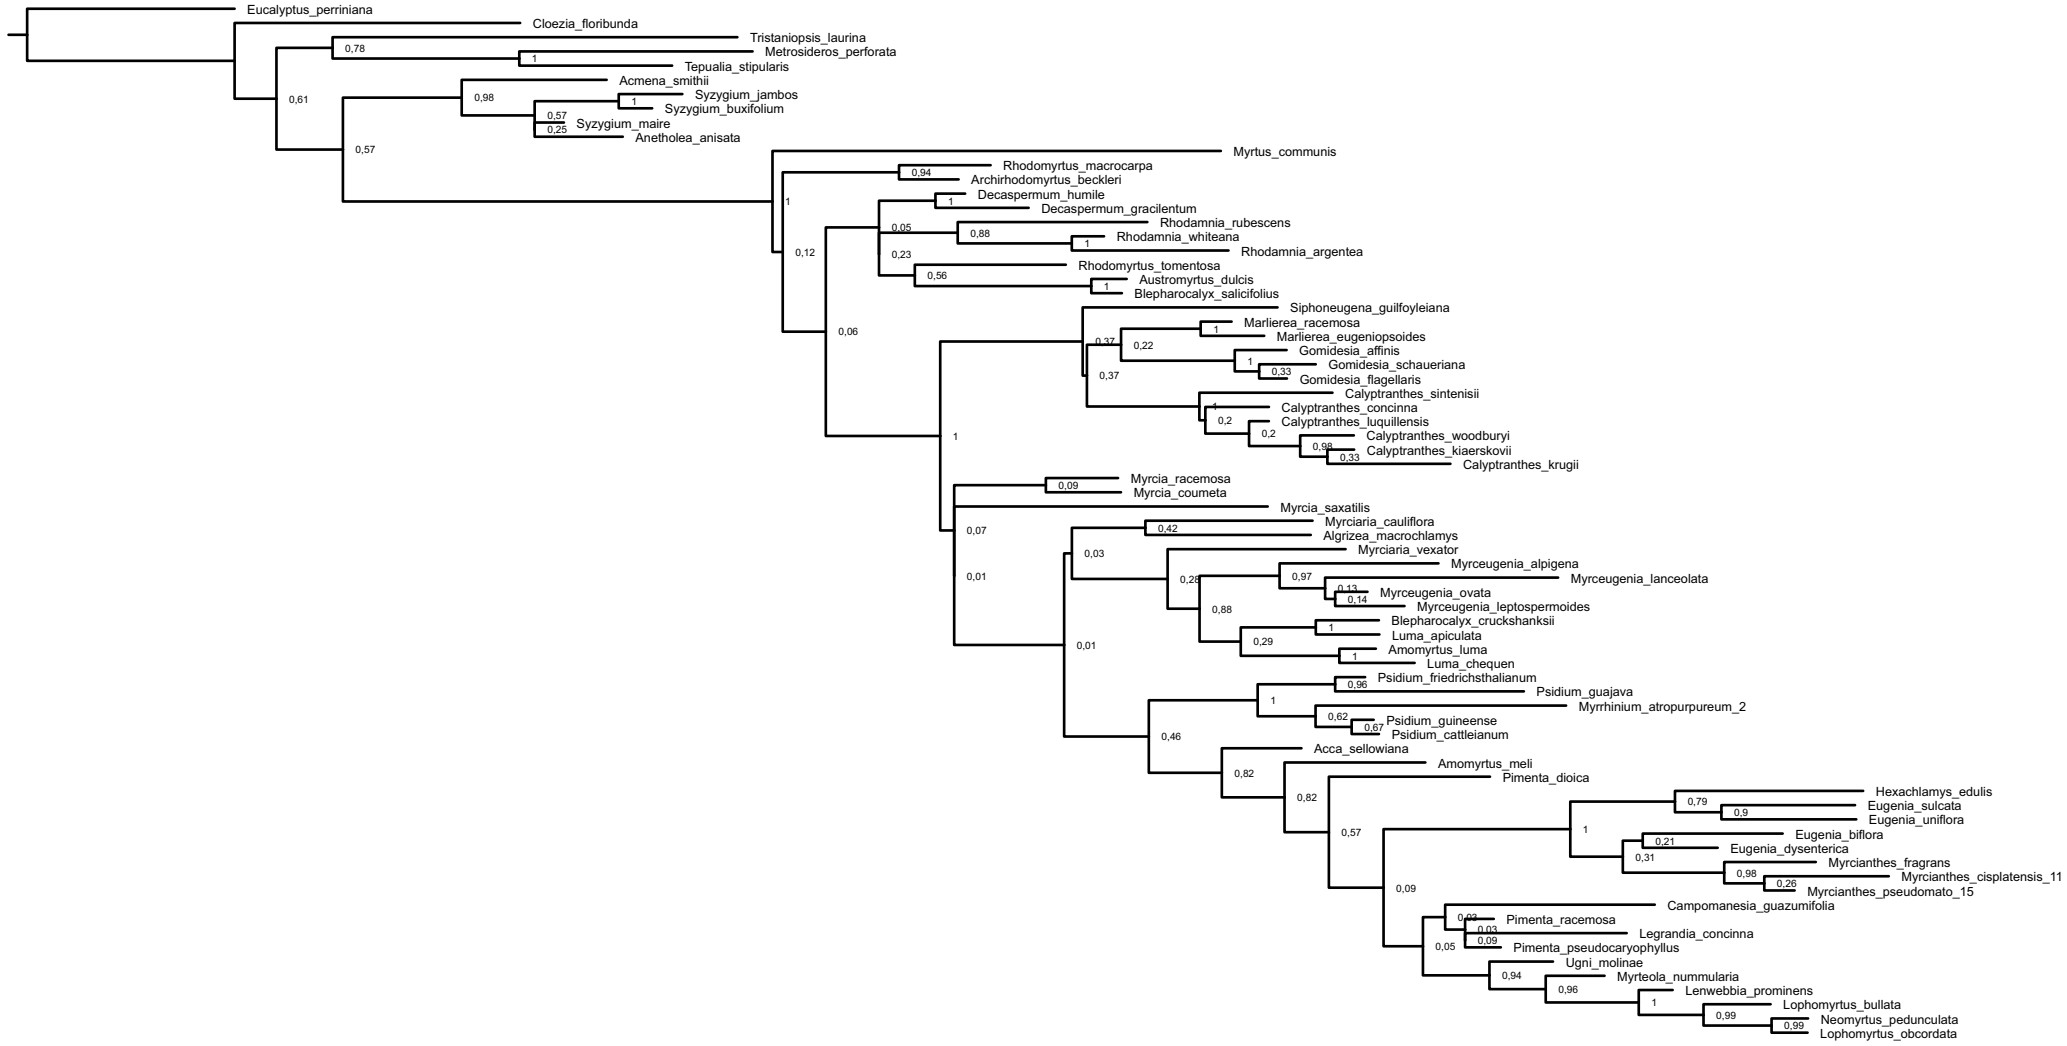 Eucalyptus_perriniana
Cloezia_floribunda
Tristaniopsis_laurina
0,78
Metrosideros_perforata
1
Tepualia_stipularis
Acmena_smithii
0,61
0,98
Syzygium_jambos
1
Syzygium_buxifolium
0,57
Syzygium_maire
0,25
Anetholea_anisata
0,57
Myrtus_communis
Rhodomyrtus_macrocarpa
0,94
Archirhodomyrtus_beckleri
Decaspermum_humile
1
1
Decaspermum_gracilentum
Rhodamnia_rubescens
0,05
0,88
Rhodamnia_whiteana
1
0,12
0,23
Rhodamnia_argentea
Rhodomyrtus_tomentosa
0,56
Austromyrtus_dulcis
1
Blepharocalyx_salicifolius
Siphoneugena_guilfoyleiana
Marlierea_racemosa
0,06
1
Marlierea_eugeniopsoides
0,37
0,22
Gomidesia_affinis
1
Gomidesia_schaueriana
0,37
0,33
Gomidesia_flagellaris
Calyptranthes_sintenisii
1
Calyptranthes_concinna
0,2
Calyptranthes_luquillensis
1
0,2
Calyptranthes_woodburyi
0,98
Calyptranthes_kiaerskovii
0,33
Calyptranthes_krugii
Myrcia_racemosa
0,09
Myrcia_coumeta
Myrcia_saxatilis
Myrciaria_cauliflora
0,07
0,42
Algrizea_macrochlamys
Myrciaria_vexator
0,03
Myrceugenia_alpigena
0,01
0,28
0,97
Myrceugenia_lanceolata
0,13
Myrceugenia_ovata
0,14
Myrceugenia_leptospermoides
0,88
Blepharocalyx_cruckshanksii
1
Luma_apiculata
0,01
0,29
Amomyrtus_luma
1
Luma_chequen
Psidium_friedrichsthalianum
0,96
Psidium_guajava
1
Myrrhinium_atropurpureum_2
0,62
Psidium_guineense
0,67
0,46
Psidium_cattleianum
Acca_sellowiana
Amomyrtus_meli
0,82
Pimenta_dioica
Hexachlamys_edulis
0,82
0,79
Eugenia_sulcata
0,9
Eugenia_uniflora
0,57
1
Eugenia_biflora
0,21
Eugenia_dysenterica
0,31
Myrcianthes_fragrans
0,98
Myrcianthes_cisplatensis_11
0,09
0,26
Myrcianthes_pseudomato_15
Campomanesia_guazumifolia
0,03
Pimenta_racemosa
0,03
Legrandia_concinna
0,09
0,05
Pimenta_pseudocaryophyllus
Ugni_molinae
0,94
Myrteola_nummularia
0,96
Lenwebbia_prominens
1
Lophomyrtus_bullata
0,99
Neomyrtus_pedunculata
0,99
Lophomyrtus_obcordata